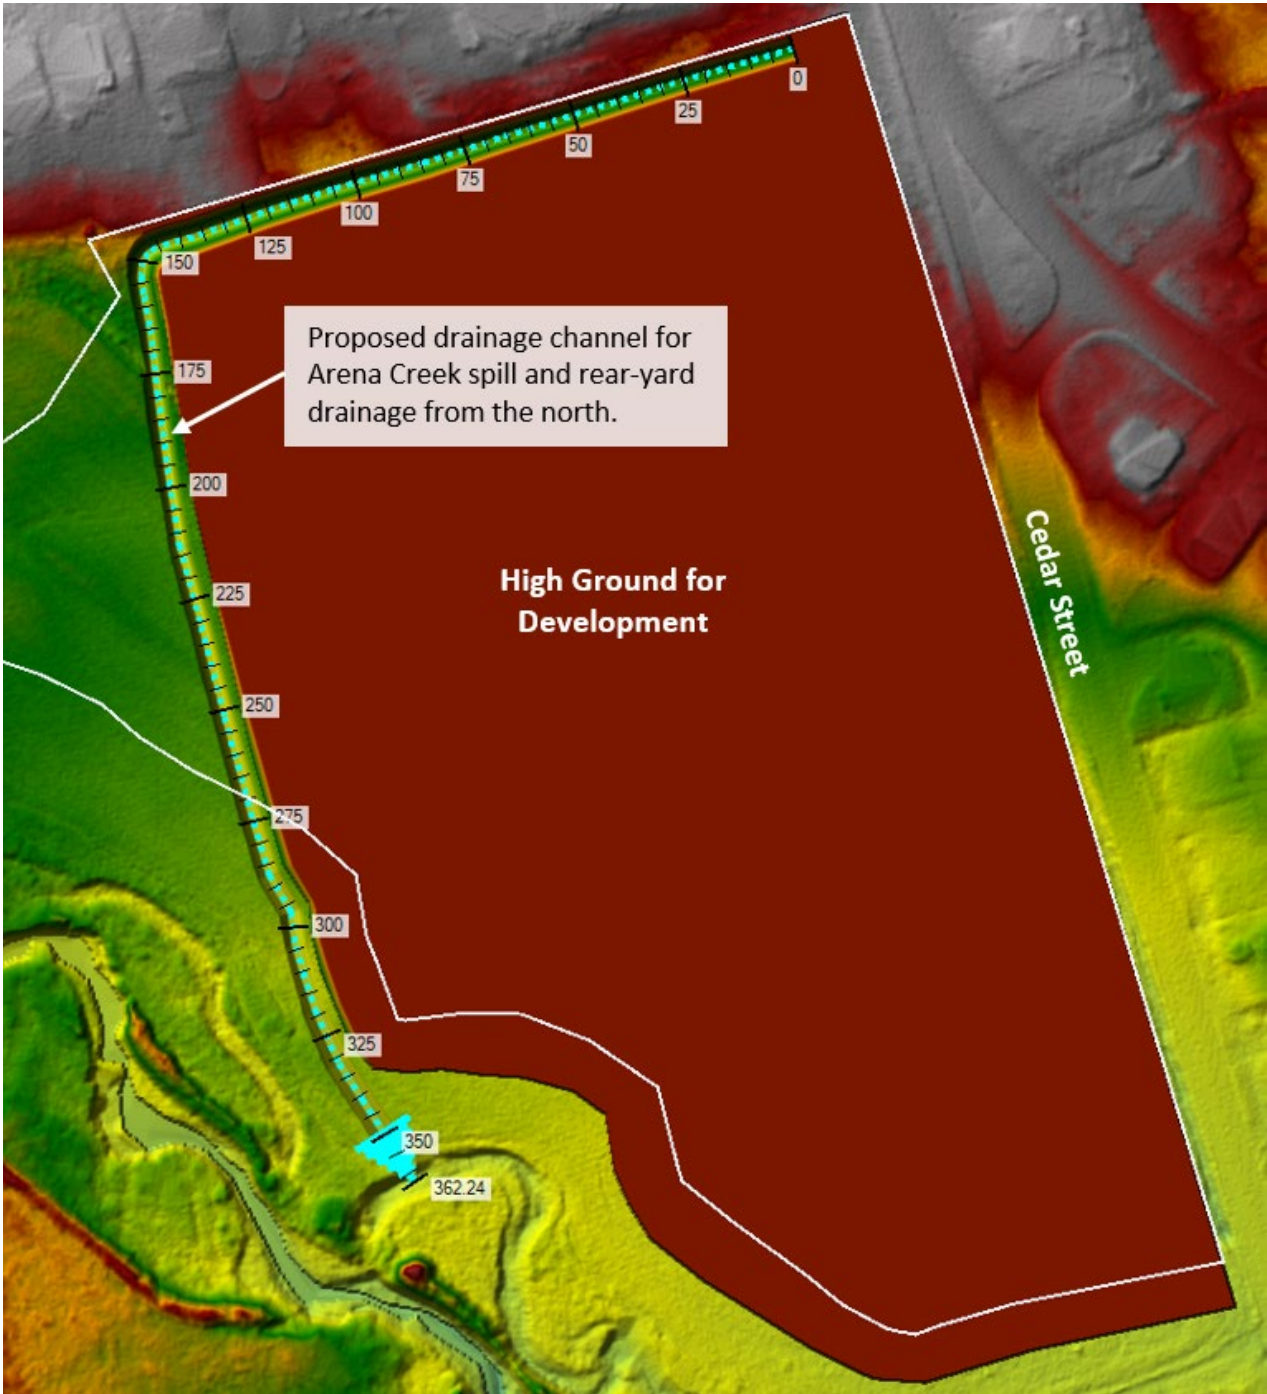 0
25
50
75
100
125
150
Proposed drainage channel for
Arena Creek spill and rear-yard
drainage from the north.
175
200
High Ground for
Development
Cedar Street
225
250
275
300
325
350
362.24